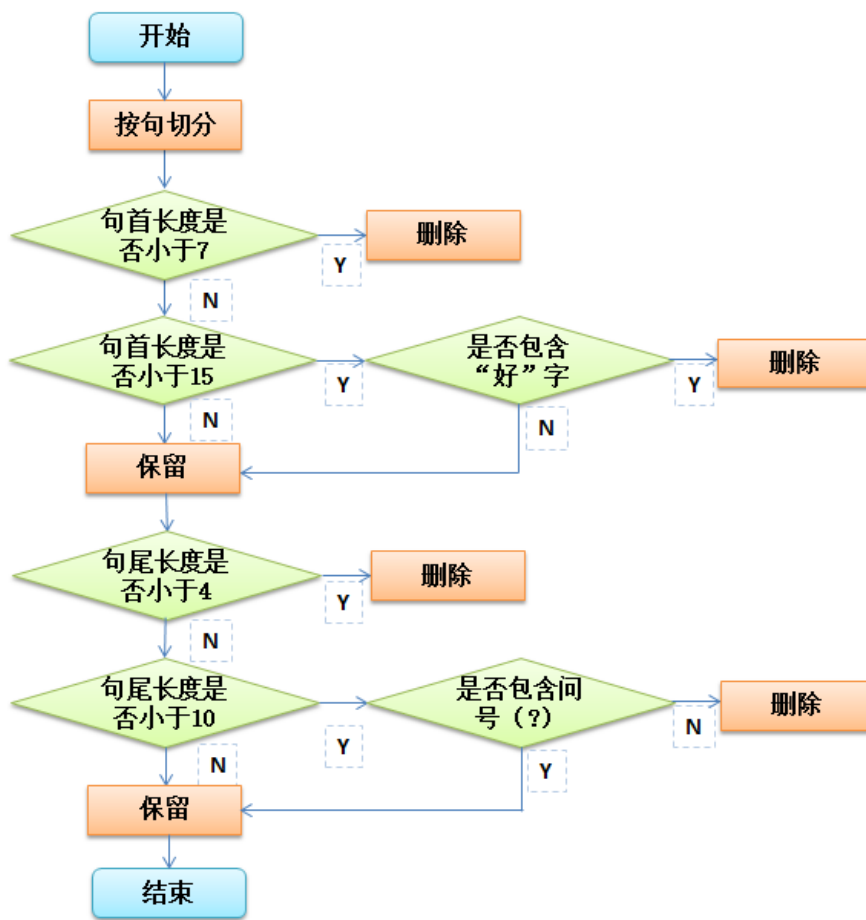 开始
按句切分
句首长度是
否小于7
Y
删除
N
句首长度是
否小于15
Y
是否包含
“好”字
Y
删除
N
N
保留
句尾长度是
否小于4
Y
删除
N
句尾长度是
否小于10
Y
是否包含问
号（?）
N
删除
N
Y
保留
结束